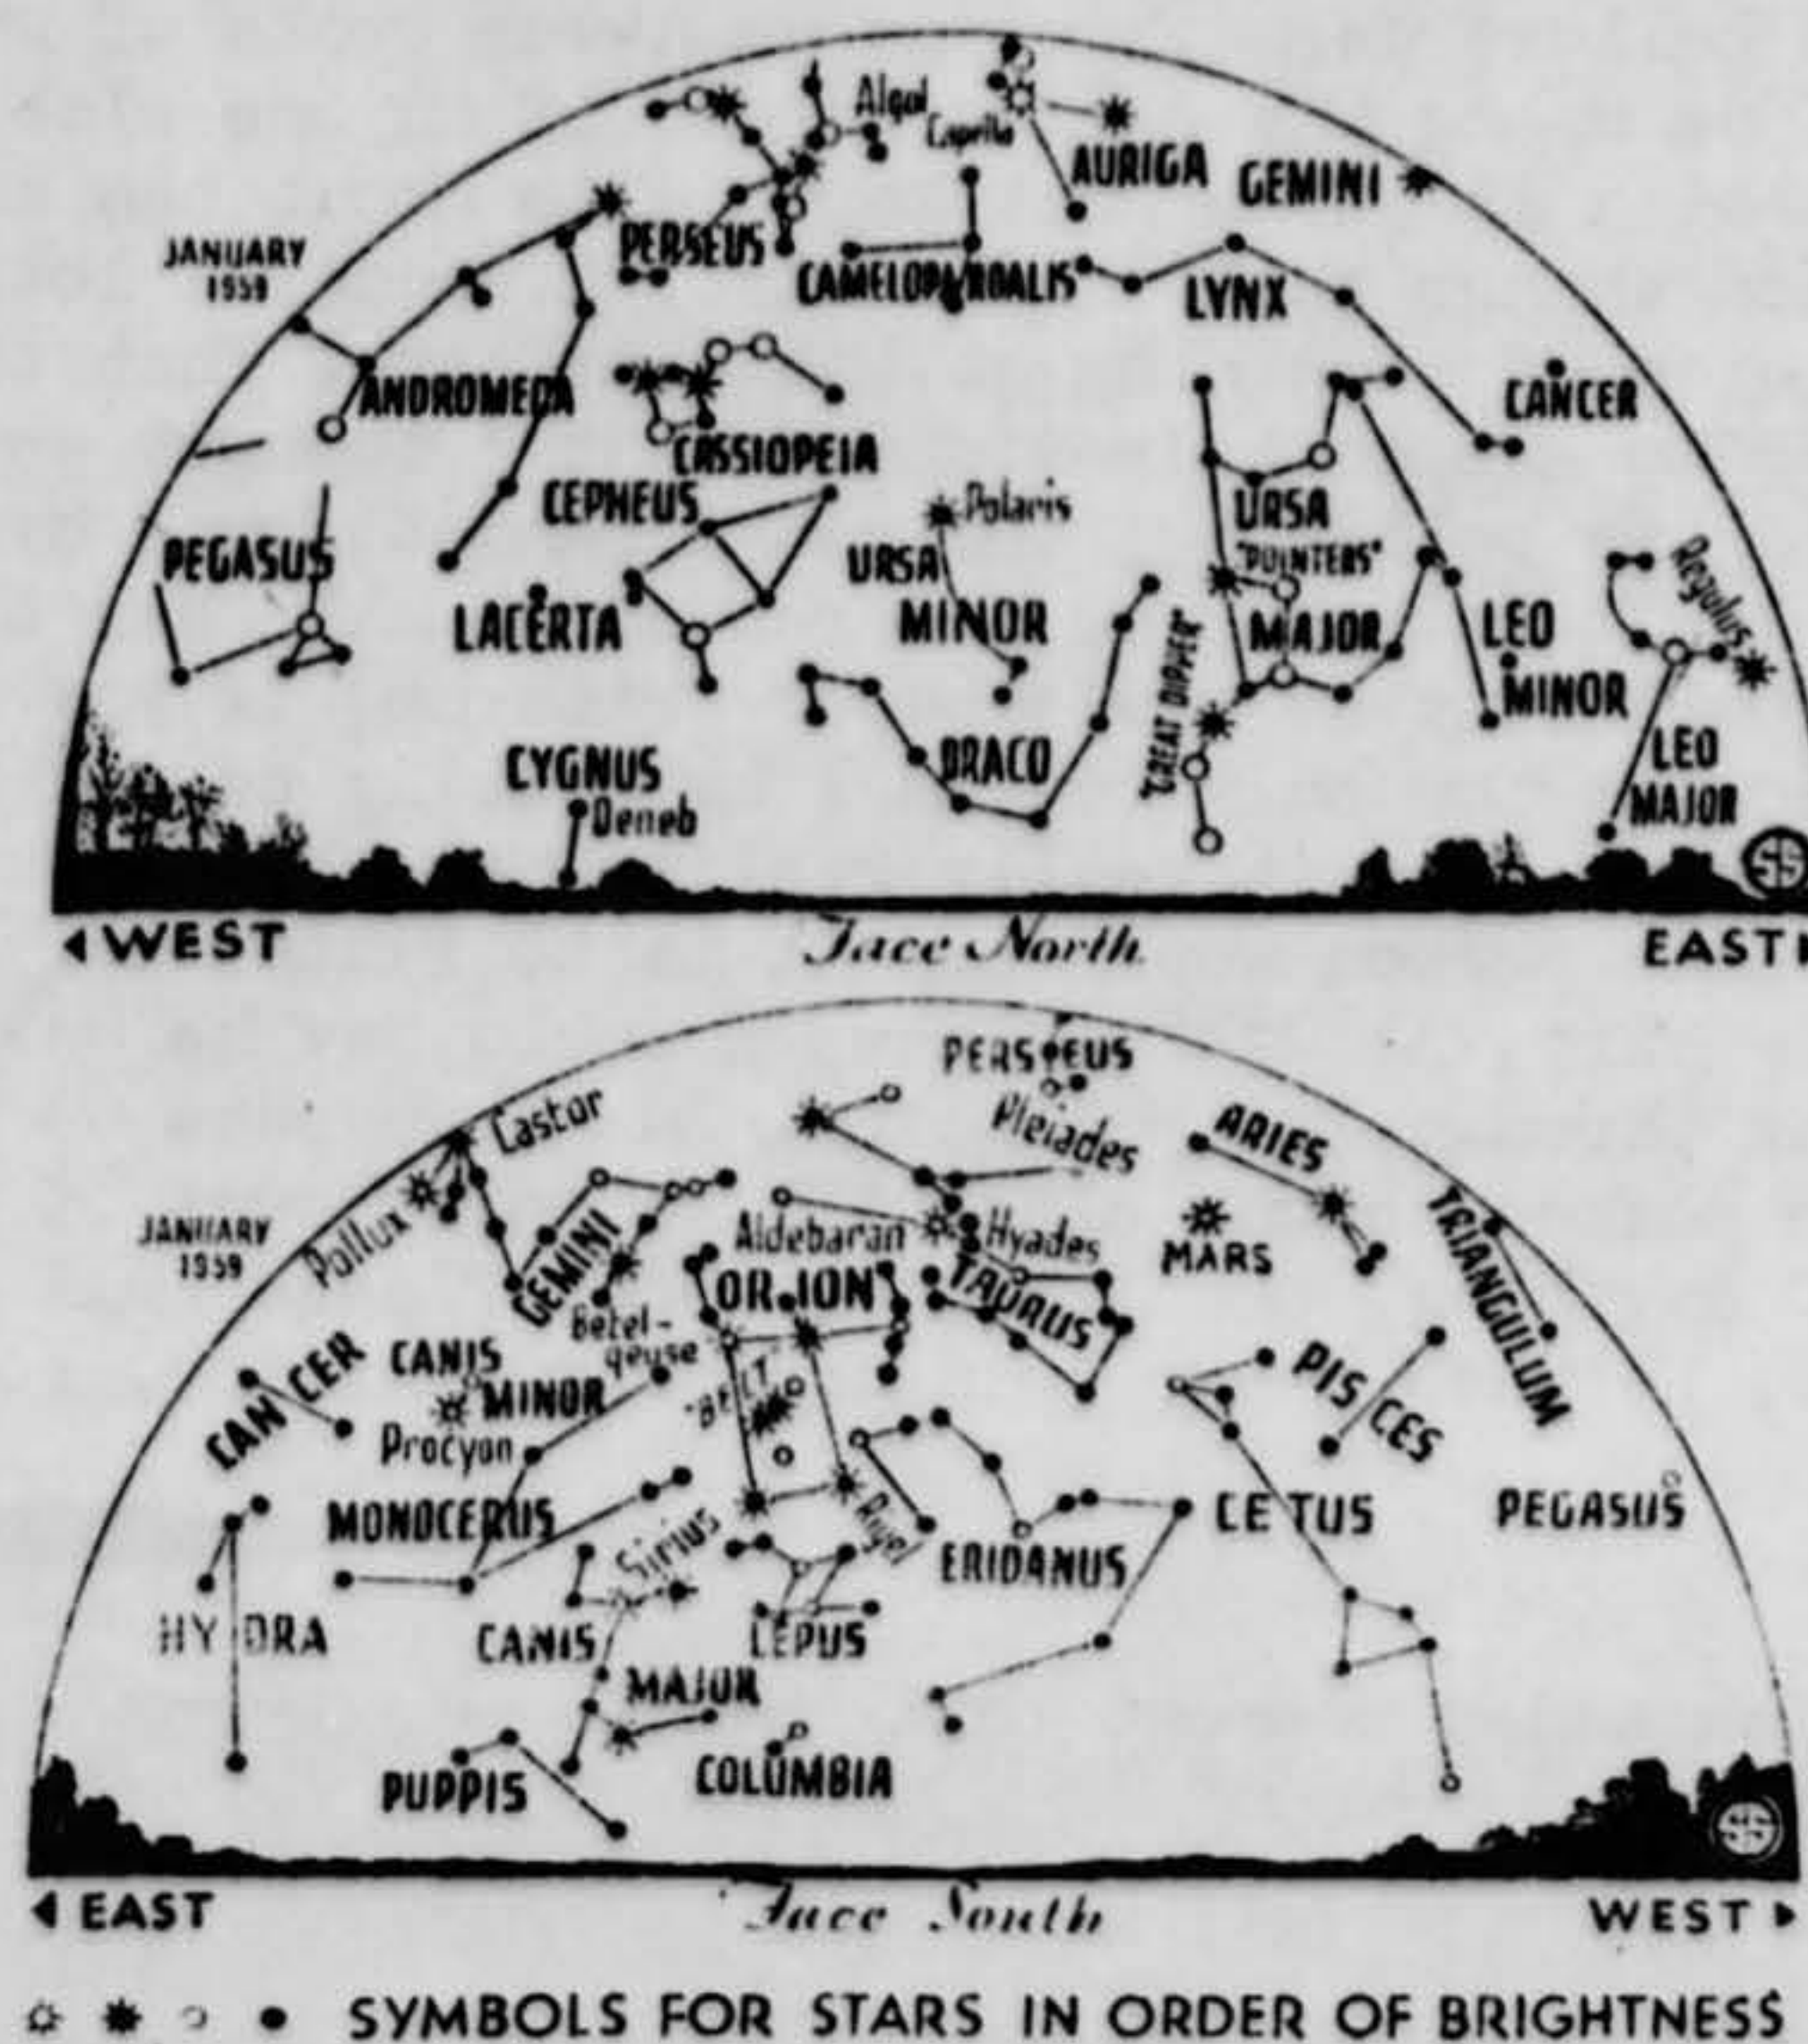 Algol
Capella
AURIGA
GEMINI
JANUARY
1959
PERSEUS
CAMELOPARDALIS
LYNX
ANDROMEDA
CANCER
CASSIOPEIA
CEPHEUS
Polaris
URSA
"POINTERS"
PEGASUS
URSA
MINOR
LACERTA
MAJOR
LEO
MINOR
Regulus
"GREAT DIPPER"
CYGNUS
Deneb
DRACO
LEO
MAJOR
SS
WEST
Face North
EAST
PERSEUS
Castor
Pleiades
ARIES
JANUARY
1959
Pollux
GEMINI
Aldebaran
Hyades
MARS
TRIANGULUM
ORION
TAURUS
Betel-
geuse
CANCER
CANIS
MINOR
"BELT"
PISCES
Procyon
MONOCERUS
Sirius
Rigel
CETUS
PEGASUS
ERIDANUS
HYDRA
CANIS
LEPUS
MAJOR
PUPPIS
COLUMBIA
SS
EAST
Face South
WEST
SYMBOLS FOR STARS IN ORDER OF BRIGHTNESS